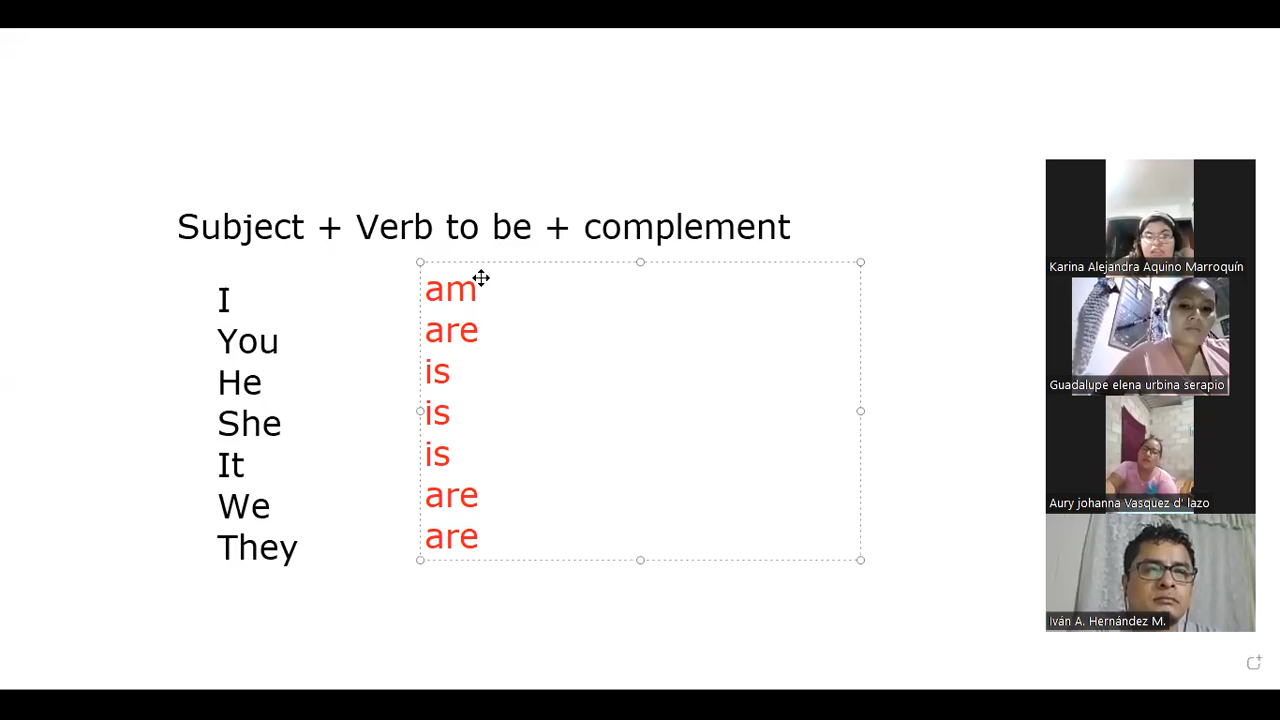 Subject + Verb to be + complement
I am
You are
He is
She is
It is
We are
They are
Karina Alejandra Aquino Marroquín
Guadalupe elena urbina serapio
Aury johanna Vasquez d' lazo
Iván A. Hernández M.